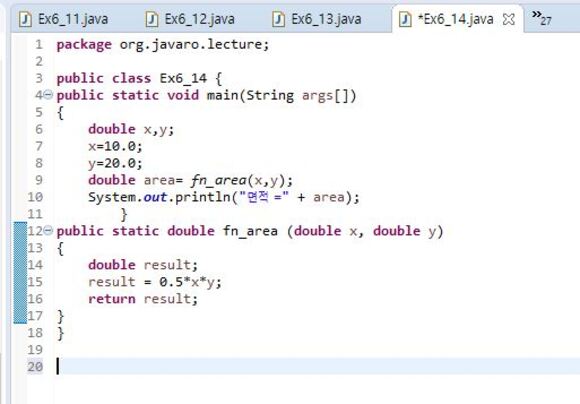 Ex6_11.java Ex6_12.java Ex6_13.java *Ex6_14.java »27
1 package org.javaro.lecture;
2
3 public class Ex6_14 {
4 public static void main(String args[])
5 {
6 double x,y;
7 x=10.0;
8 y=20.0;
9 double area= fn_area(x,y);
10 System.out.println("면적 =" + area);
11 }
12 public static double fn_area (double x, double y)
13 {
14 double result;
15 result = 0.5*x*y;
16 return result;
17 }
18 }
19
20